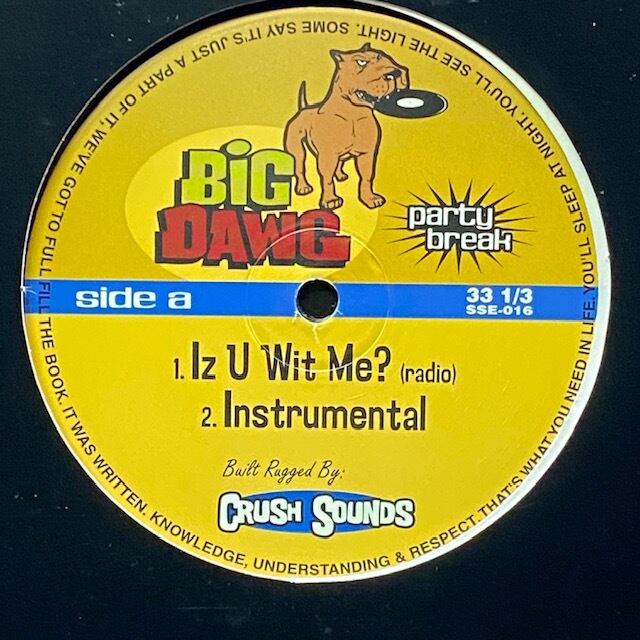 BiG
DAWG
party
break
side a
33 1/3
SSE-016
1. Iz U Wit Me? (radio)
2. Instrumental
Built Rugged By:
CRUSH SOUNDS
SOME SAY IT'S JUST A PART OF IT, WE'VE GOT TO FULL FILL THE BOOK. IT WAS WRITTEN. KNOWLEDGE, UNDERSTANDING & RESPECT. THAT'S WHAT YOU NEED IN LIFE. YOU'LL SLEEP AT NIGHT. YOU'LL SEE THE LIGHT.